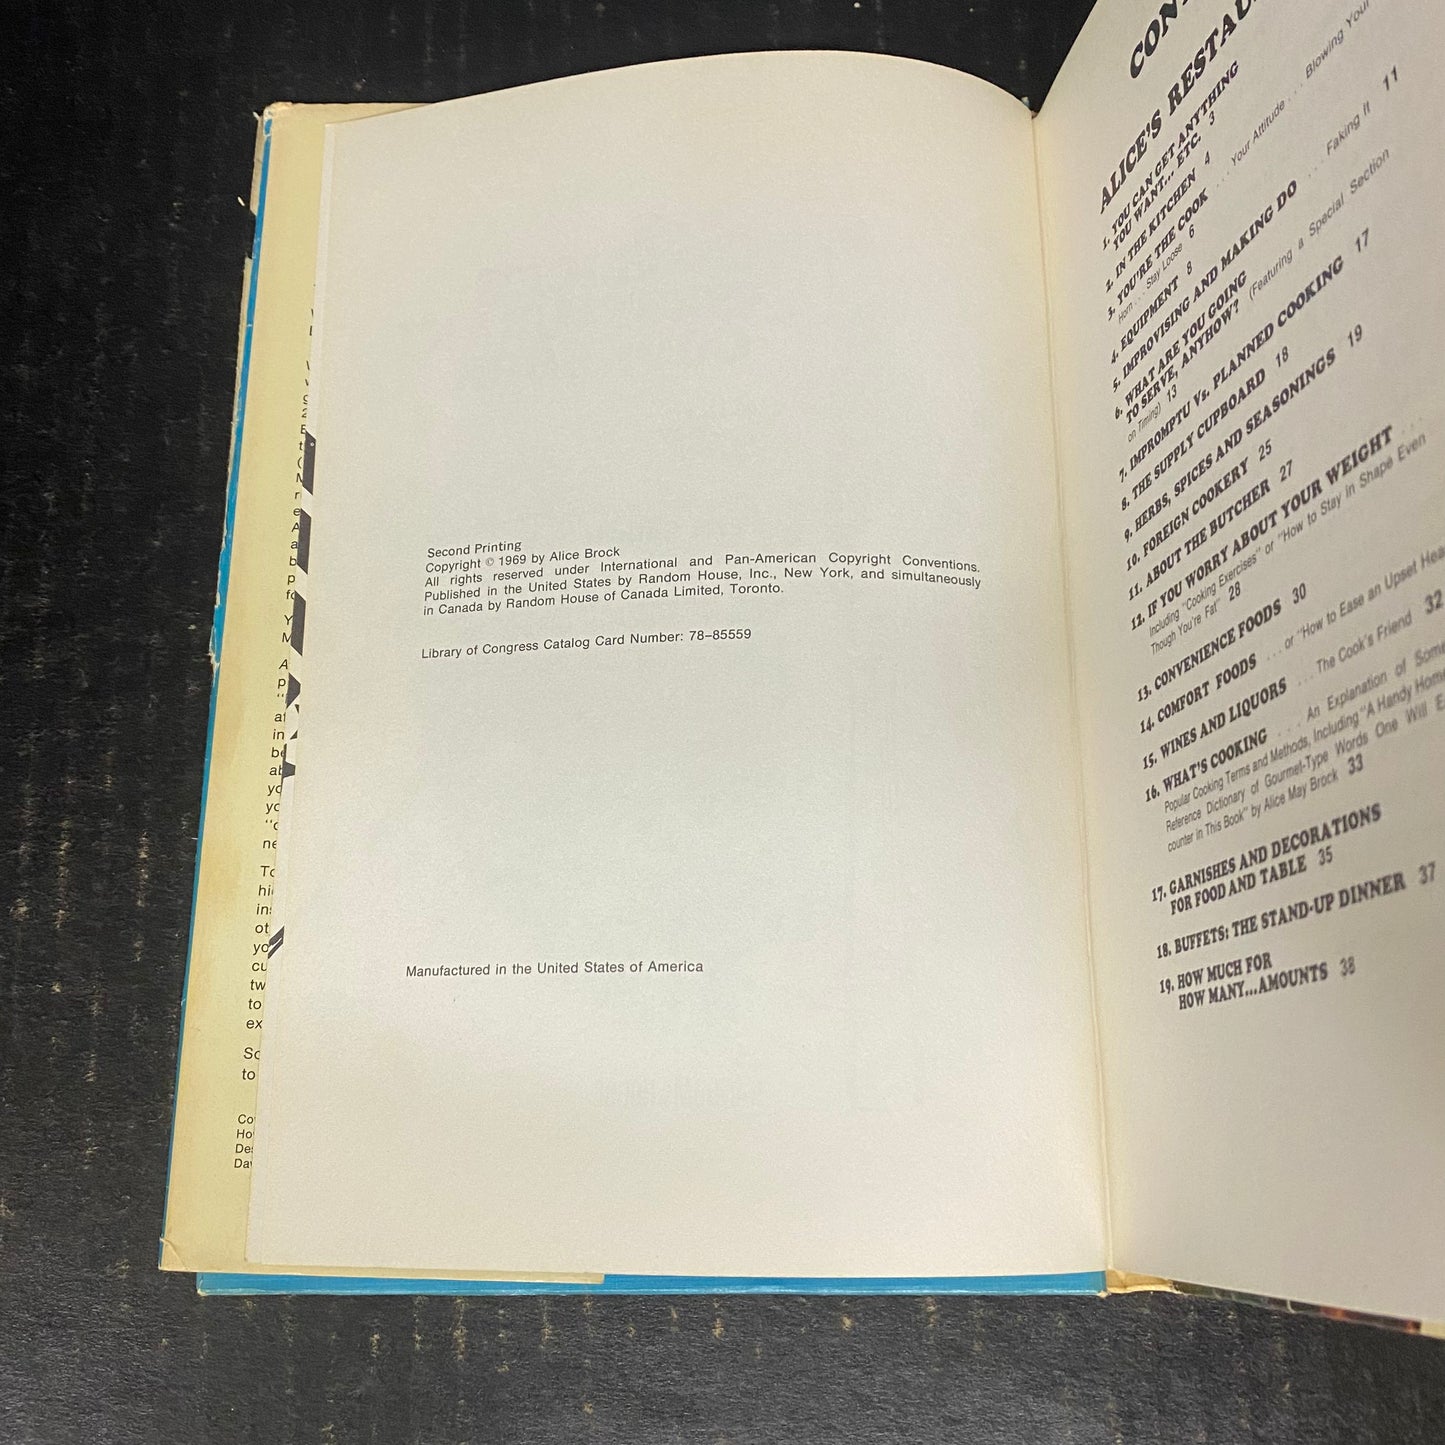 Second Printing
Copyright © 1969 by Alice Brock
All rights reserved under International and Pan-American Copyright Conventions.
Published in the United States by Random House, Inc., New York, and simultaneously
in Canada by Random House of Canada Limited, Toronto.
Library of Congress Catalog Card Number: 78–85559
Manufactured in the United States of America
ALICE'S
1. YOU CAN GET ANYTHING
YOU WANT... ETC. 3
2. IN THE KITCHEN 4
3. YOU'RE THE COOK ... Your Attitude ... Blowing Your
Horn ... Stay Loose 6
4. EQUIPMENT 8
5. IMPROVISING AND MAKING DO ... Faking It 11
6. WHAT ARE YOU GOING
TO SERVE, ANYHOW? (Featuring a Special Section
on Timing) 13
7. IMPROMPTU Vs. PLANNED COOKING 17
8. THE SUPPLY CUPBOARD 18
9. HERBS, SPICES AND SEASONINGS 19
10. FOREIGN COOKERY 25
11. ABOUT THE BUTCHER 27
12. IF YOU WORRY ABOUT YOUR WEIGHT ...
Including "Cooking Exercises" or "How to Stay in Shape Even
Though You're Fat" 28
13. CONVENIENCE FOODS 30
14. COMFORT FOODS ... or "How to Ease an Upset
15. WINES AND LIQUORS ... The Cook's Friend 32
16. WHAT'S COOKING ... An Explanation of Some
Popular Cooking Terms and Methods, Including "A Handy Home
Reference Dictionary of Gourmet-Type Words One Will
counter in This Book" by Alice May Brock 33
17. GARNISHES AND DECORATIONS
FOR FOOD AND TABLE 35
18. BUFFETS: THE STAND-UP DINNER 37
19. HOW MUCH FOR
HOW MANY...AMOUNTS 38